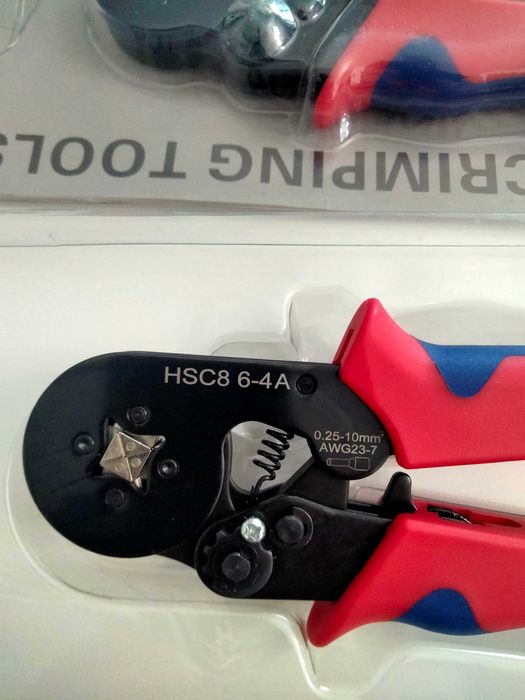 CRIMPING TOOLS
HSC8 6-4A
0.25-10mm²
AWG23-7